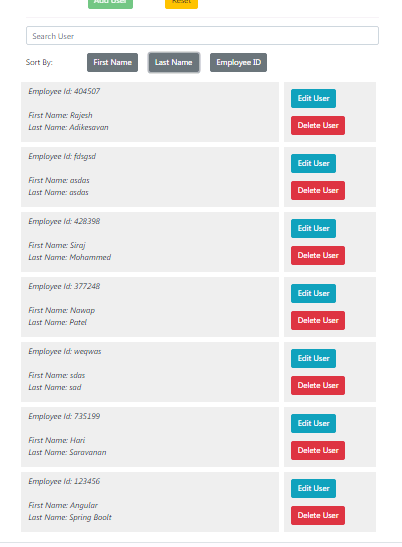 Add User Reset
Search User
Sort By: First Name Last Name Employee ID
Employee Id: 404507
Edit User
First Name: Rajesh
Last Name: Adikesavan
Delete User
Employee Id: fdsgsd
Edit User
First Name: asdas
Last Name: asdas
Delete User
Employee Id: 428398
Edit User
First Name: Siraj
Last Name: Mohammed
Delete User
Employee Id: 377248
Edit User
First Name: Nawap
Last Name: Patel
Delete User
Employee Id: weqwas
Edit User
First Name: sdas
Last Name: sad
Delete User
Employee Id: 735199
Edit User
First Name: Hari
Last Name: Saravanan
Delete User
Employee Id: 123456
Edit User
First Name: Angular
Last Name: Spring Boolt
Delete User